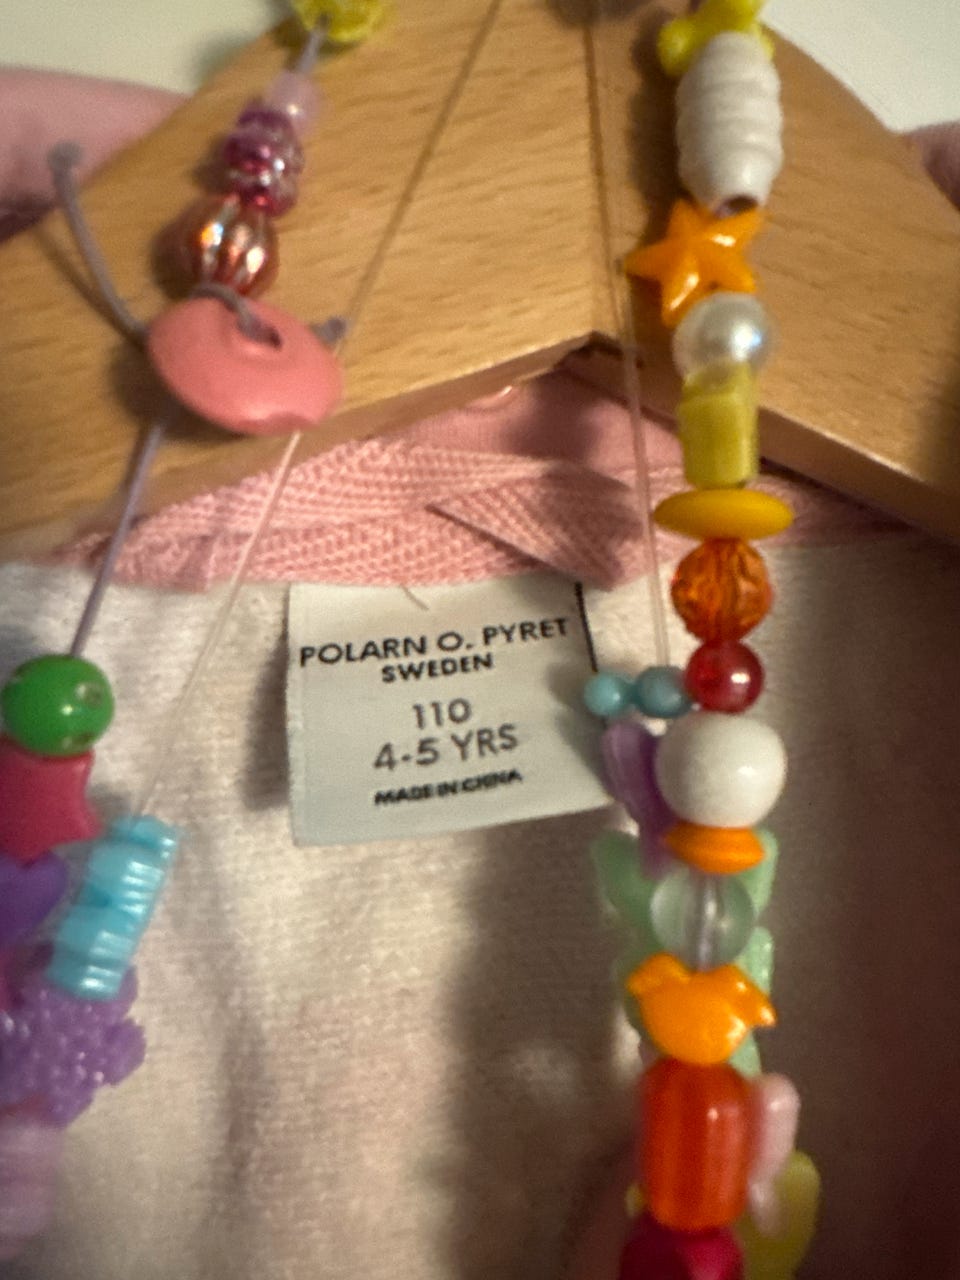 POLARN O. PYRET
SWEDEN
110
4-5 YRS
MADE IN CHINA